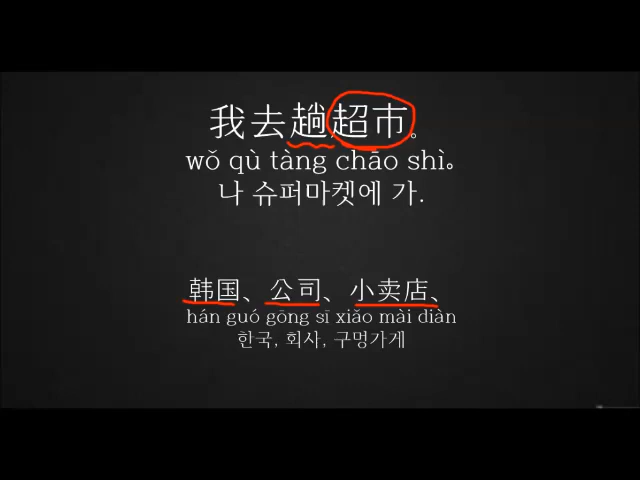 我去趟超市。
wǒ qù tàng chāo shì。
나 슈퍼마켓에 가.
韩国、公司、小卖店、
hán guó gōng sī xiǎo mài diàn
한국, 회사, 구멍가게